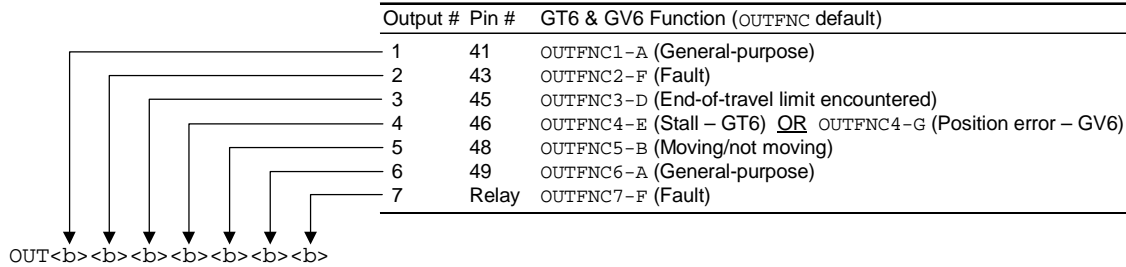 Output # Pin # GT6 & GV6 Function (OUTFNC default)
1 41 OUTFNC1-A (General-purpose)
2 43 OUTFNC2-F (Fault)
3 45 OUTFNC3-D (End-of-travel limit encountered)
4 46 OUTFNC4-E (Stall – GT6) OR OUTFNC4-G (Position error – GV6)
5 48 OUTFNC5-B (Moving/not moving)
6 49 OUTFNC6-A (General-purpose)
7 Relay OUTFNC7-F (Fault)
OUT<b><b><b><b><b><b><b>